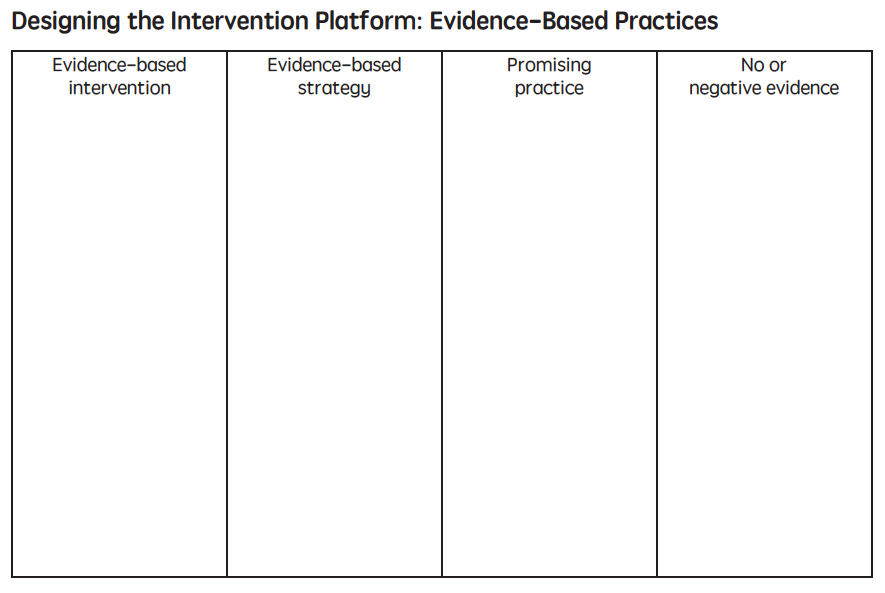 Designing the Intervention Platform: Evidence-Based Practices
Evidence-based
intervention
Evidence-based
strategy
Promising
practice
No or
negative evidence